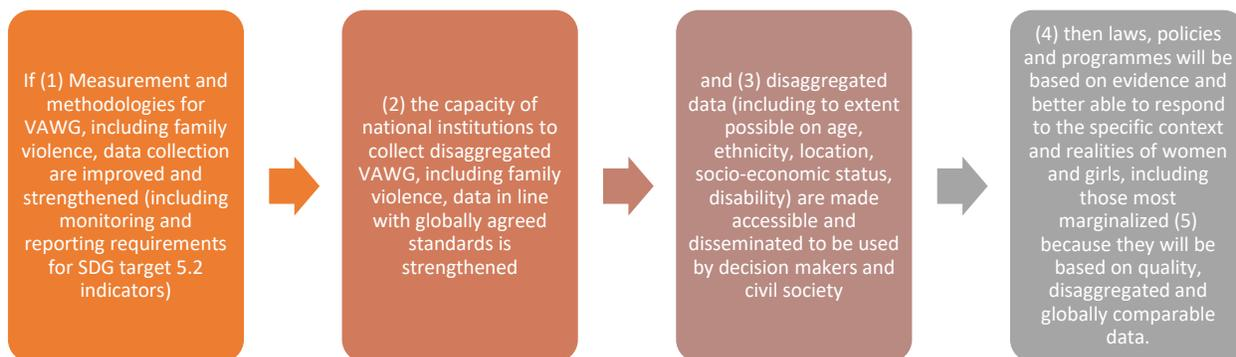 If (1) Measurement and
methodologies for
VAWG, including family
violence, data collection
are improved and
strengthened (including
monitoring and
reporting requirements
for SDG target 5.2
indicators)
(2) the capacity of
national institutions to
collect disaggregated
VAWG, including family
violence, data in line
with globally agreed
standards is
strengthened
and (3) disaggregated
data (including to extent
possible on age,
ethnicity, location,
socio-economic status,
disability) are made
accessible and
disseminated to be used
by decision makers and
civil society
(4) then laws, policies
and programmes will be
based on evidence and
better able to respond
to the specific context
and realities of women
and girls, including
those most
marginalized (5)
because they will be
based on quality,
disaggregated and
globally comparable
data.